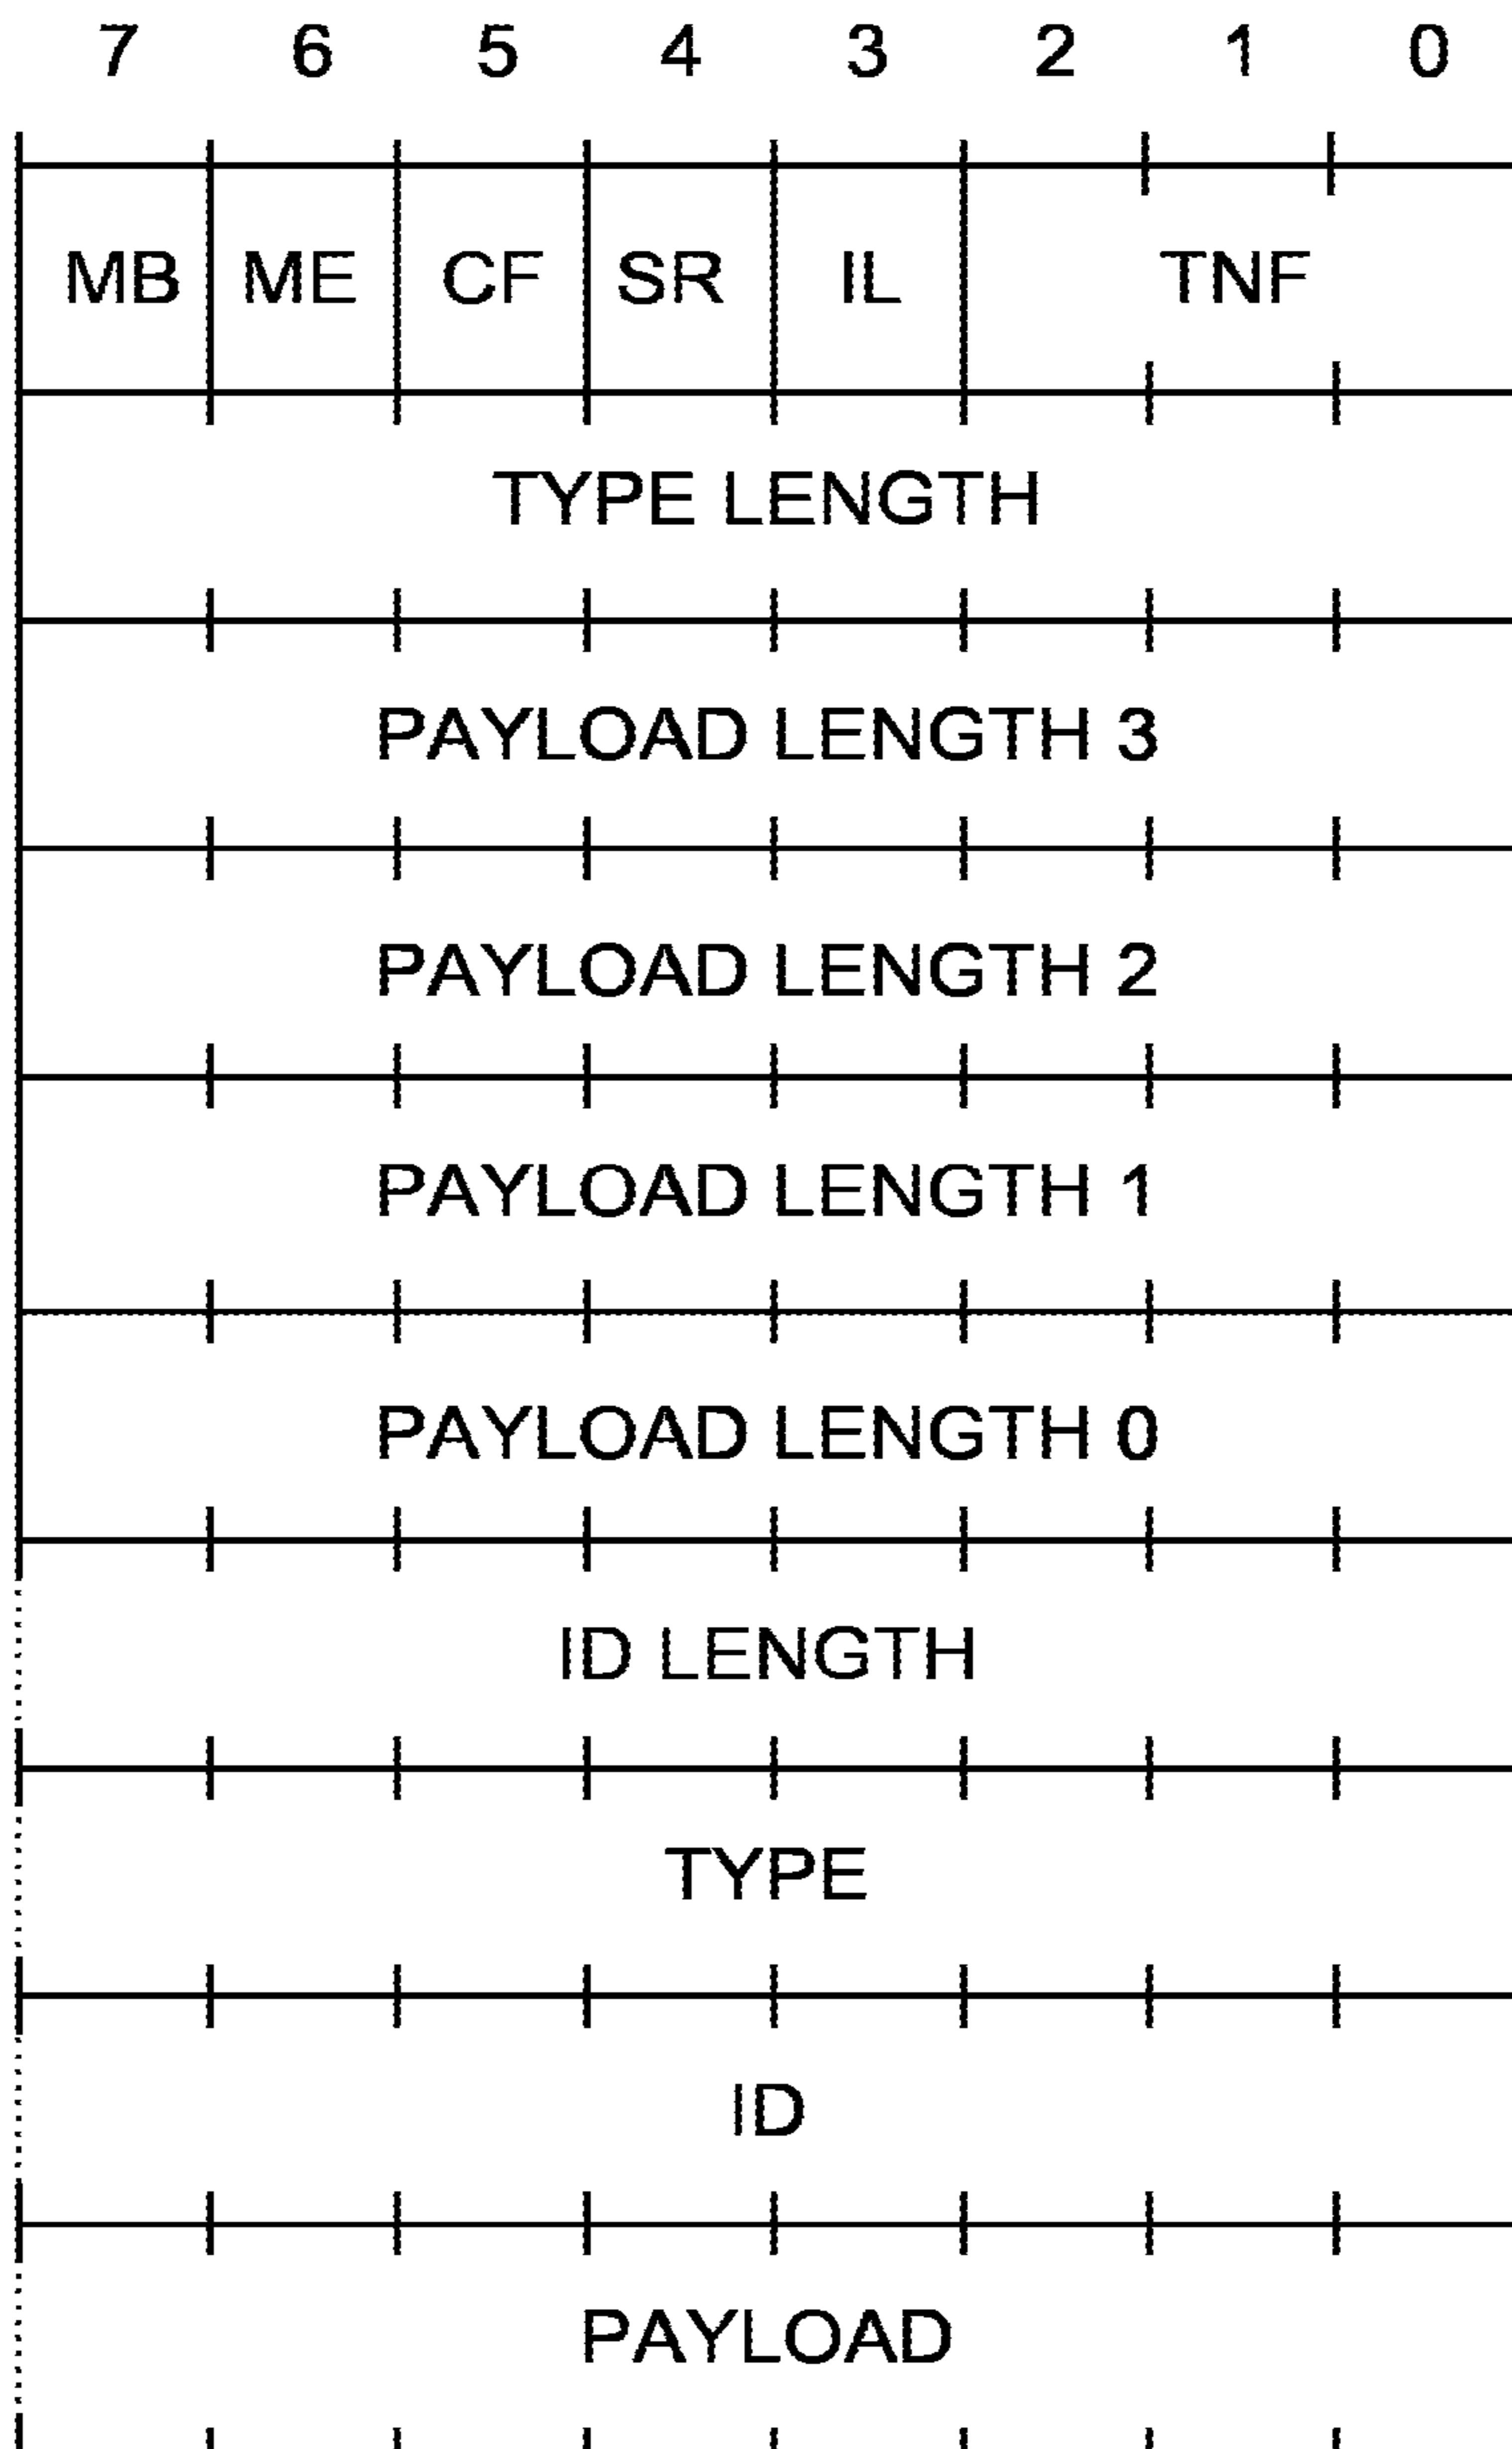 7 6 5 4 3 2 1 0
MB ME CF SR IL TNF
TYPE LENGTH
PAYLOAD LENGTH 3
PAYLOAD LENGTH 2
PAYLOAD LENGTH 1
PAYLOAD LENGTH 0
ID LENGTH
TYPE
ID
PAYLOAD